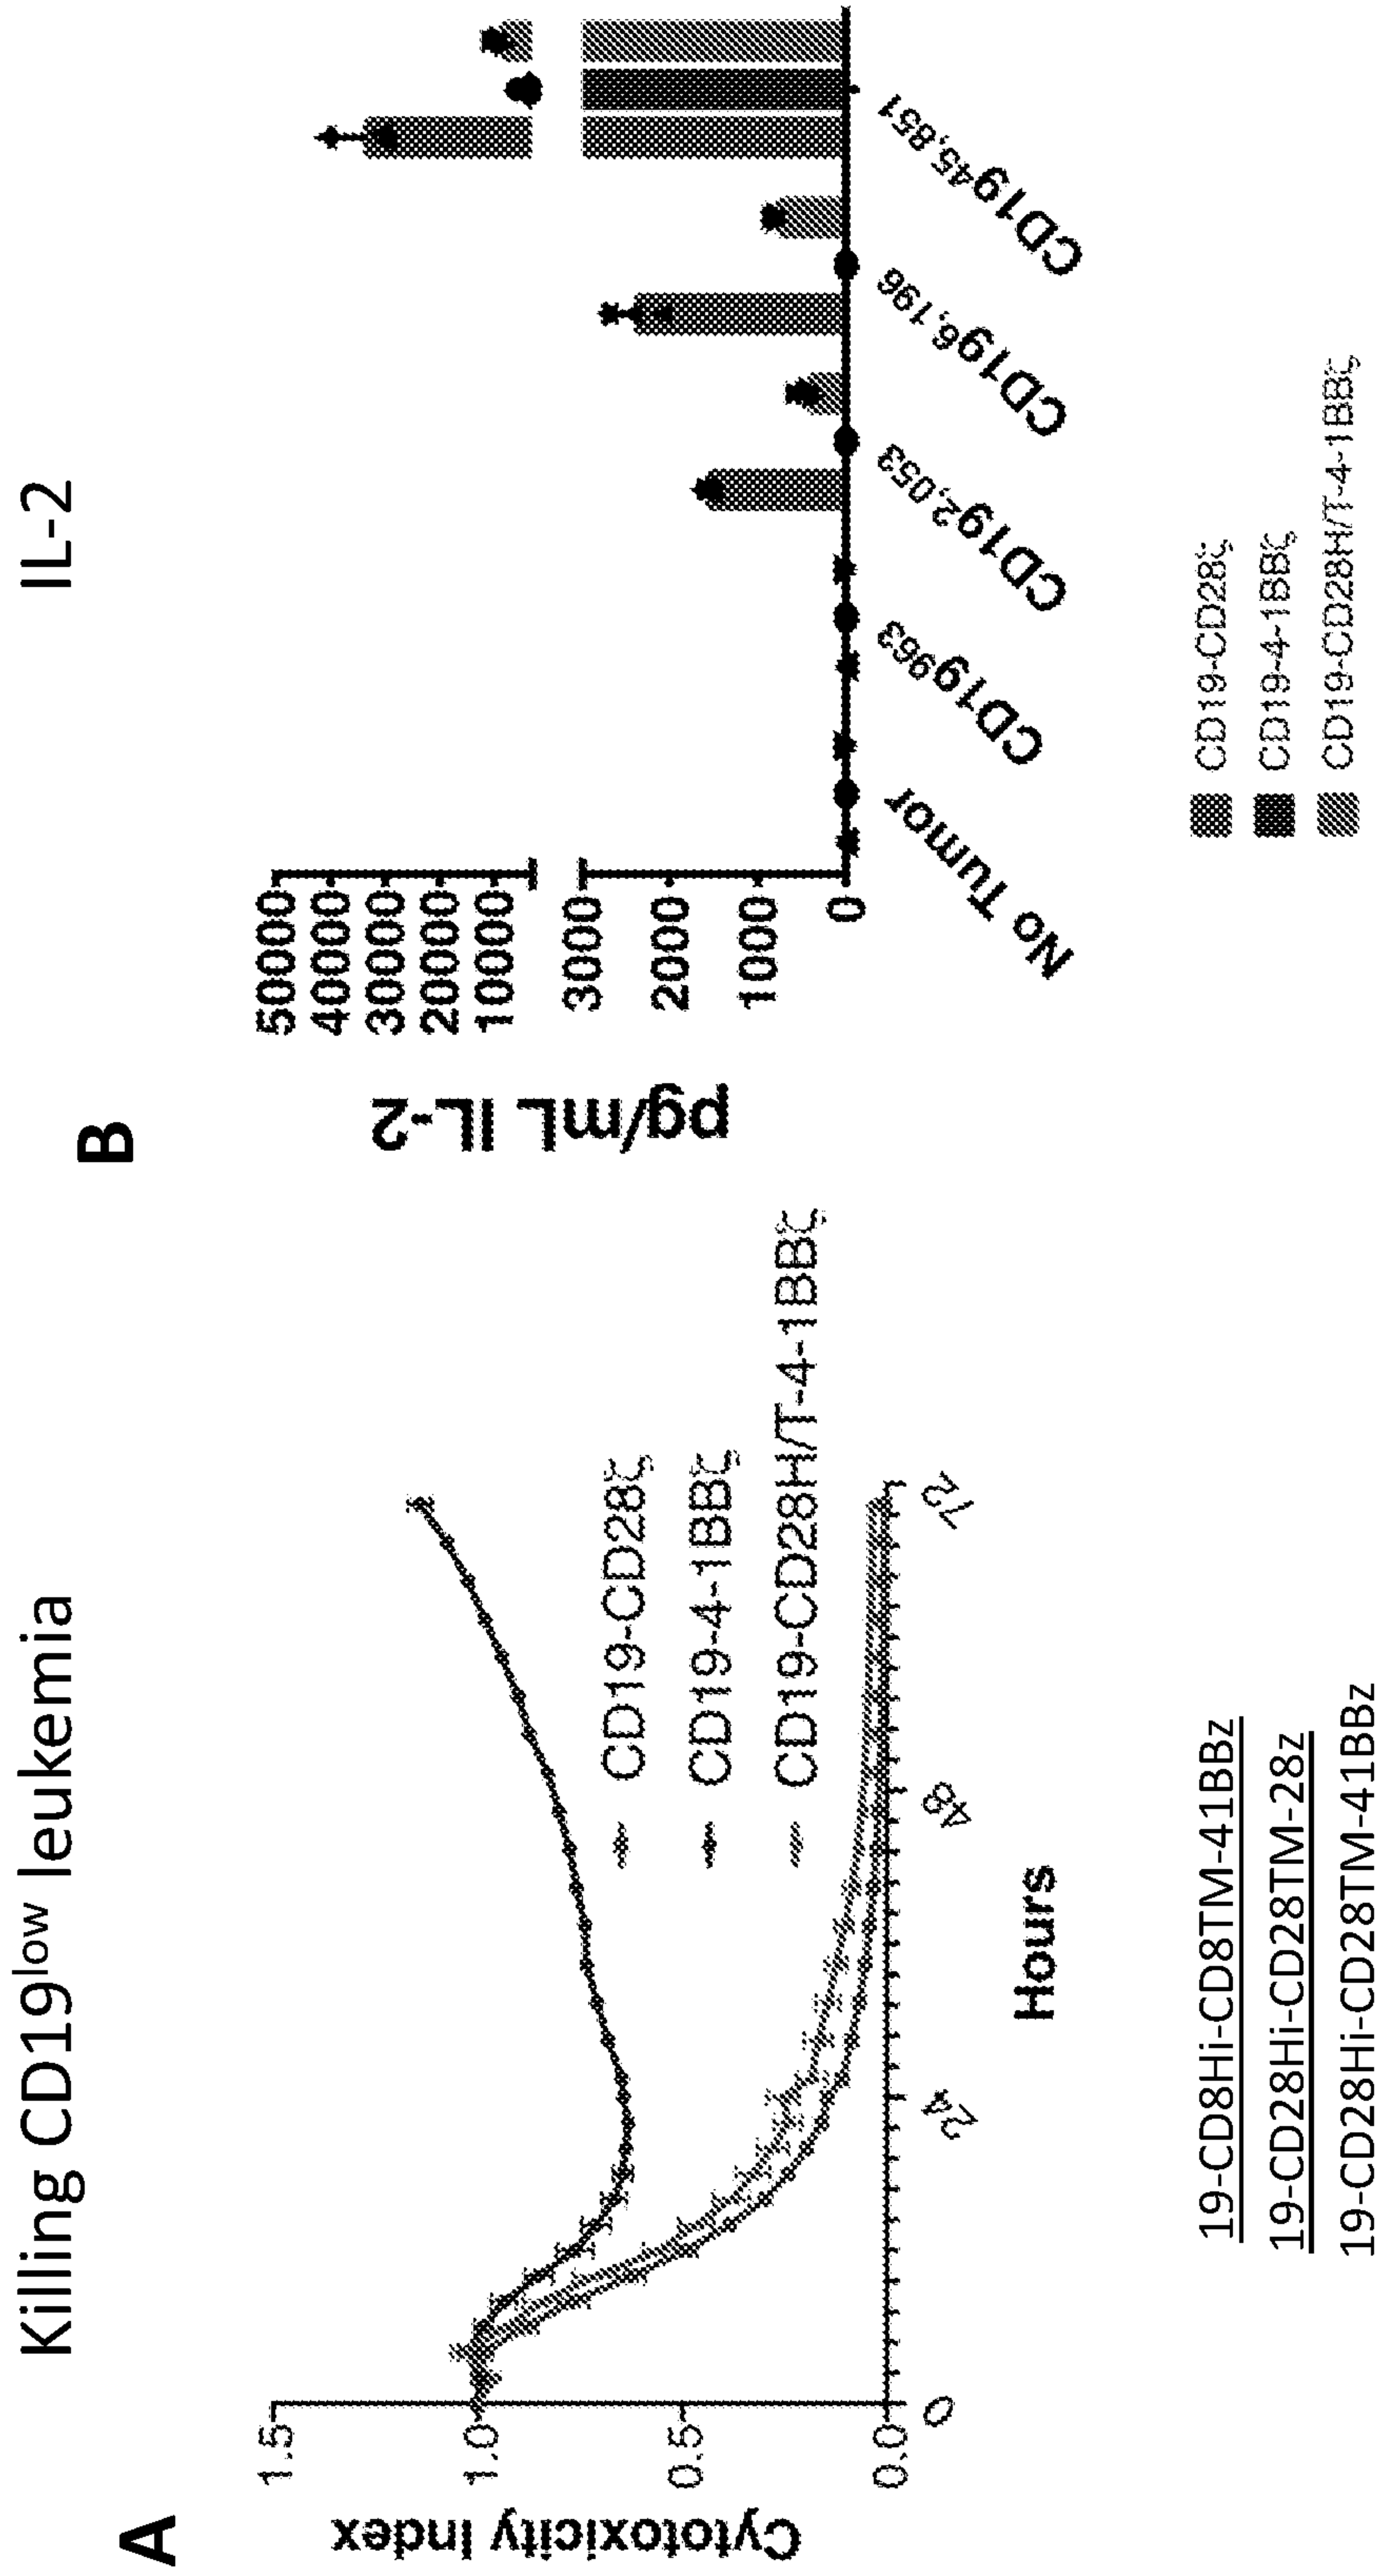 Killing CD19low leukemia
A
Cytotoxicity Index
1.5
1.0
0.5
0.0
0
24
48
72
Hours
CD19-CD28ζ
CD19-4-1BBζ
CD19-CD28H/T-4-1BBζ
19-CD8Hi-CD8TM-41BBz
19-CD28Hi-CD28TM-28z
19-CD28Hi-CD28TM-41BBz
IL-2
B
pg/mL IL-2
50000
40000
30000
20000
10000
3000
2000
1000
0
No Tumor
CD19963
CD192,053
CD196,196
CD1945,851
CD19-CD28ζ
CD19-4-1BBζ
CD19-CD28H/T-4-1BBζ